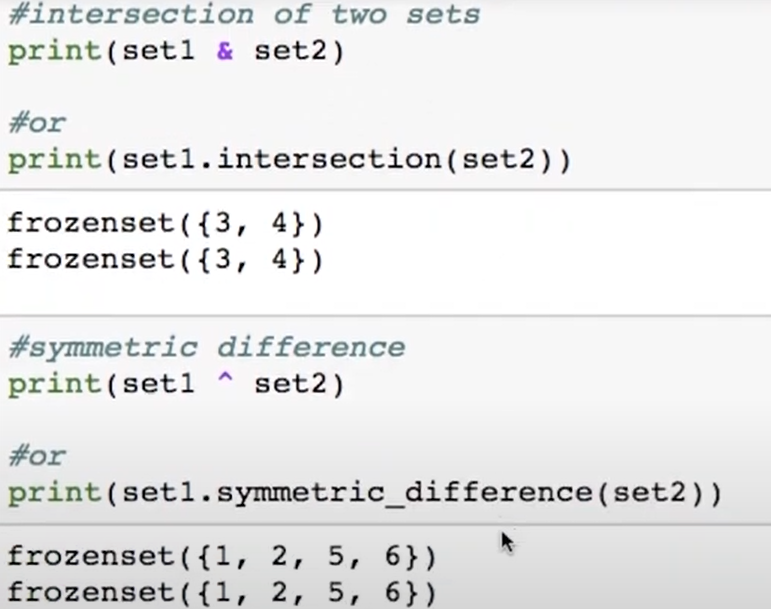 #intersection of two sets
print(set1 & set2)
#or
print(set1.intersection(set2))
frozenset({3, 4})
frozenset({3, 4})
#symmetric difference
print(set1 ^ set2)
#or
print(set1.symmetric_difference(set2))
frozenset({1, 2, 5, 6})
frozenset({1, 2, 5, 6})